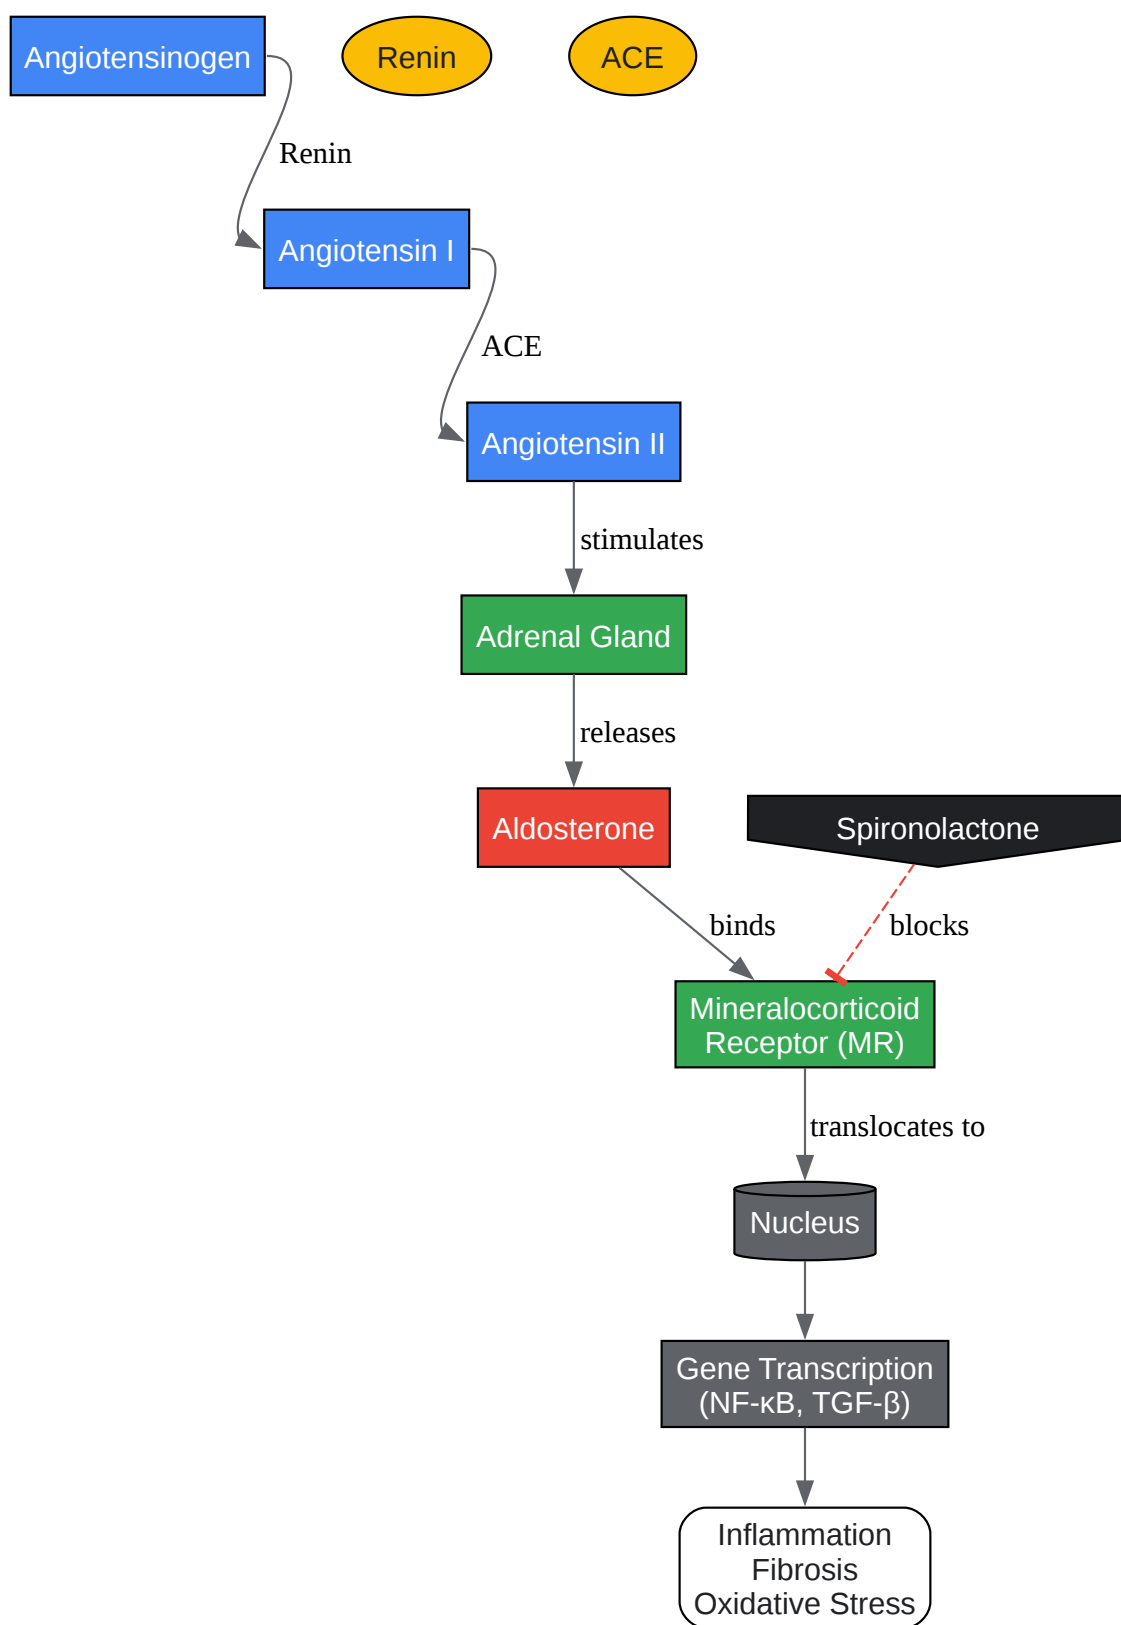 Angiotensinogen
Renin
ACE
Renin
Angiotensin I
ACE
Angiotensin II
stimulates
Adrenal Gland
releases
Aldosterone
Spironolactone
binds
blocks
Mineralocorticoid
Receptor (MR)
translocates to
Nucleus
Gene Transcription
(NF-κB, TGF-β)
Inflammation
Fibrosis
Oxidative Stress